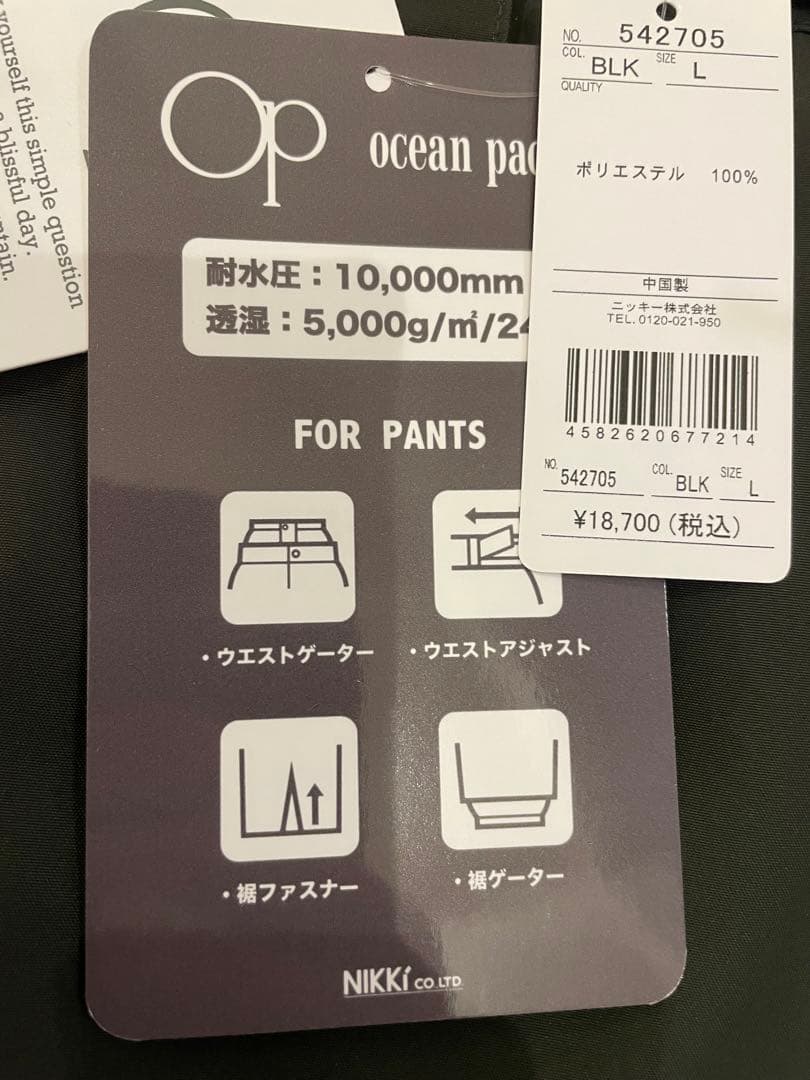 yourself this simple question
a blissful day.
ntain.
Op
ocean pac
耐水圧：10,000mm
透湿：5,000g/㎡/24
FOR PANTS
・ウエストゲーター
・ウエストアジャスト
・裾ファスナー
・裾ゲーター
NIKKi CO.LTD.
NO. 542705
COL. BLK SIZE L
QUALITY
ポリエステル 100%
中国製
ニッキー株式会社
TEL. 0120-021-950
4582620677214
NO. 542705 COL. BLK SIZE L
¥18,700(税込)